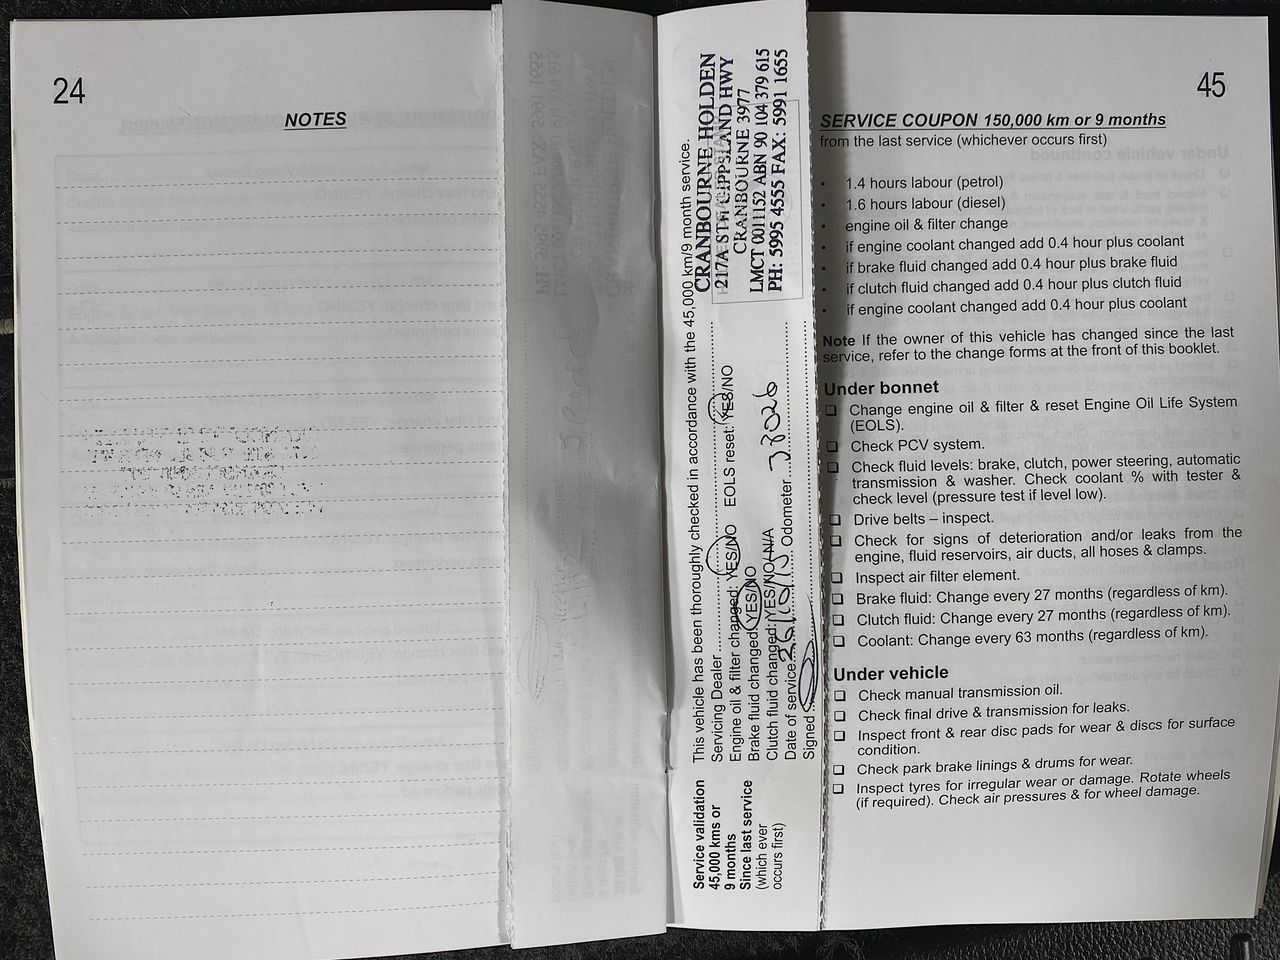 24
NOTES
Service validation
45,000 kms or
9 months
Since last service
(which ever
occurs first)
This vehicle has been thoroughly checked in accordance with the 45,000 km/9 month service.
Servicing Dealer
Engine oil & filter changed: YES/NO EOLS reset: YES/NO
Brake fluid changed: YES/NO
Clutch fluid changed: YES/NO/N/A
Date of service Odometer
Signed
CRANBOURNE HOLDEN
217A STH GIPPSLAND HWY
CRANBOURNE 3977
LMCT 0011152 ABN 90 104 379 615
PH: 5995 4555 FAX: 5991 1655
45
SERVICE COUPON 150,000 km or 9 months
from the last service (whichever occurs first)
• 1.4 hours labour (petrol)
• 1.6 hours labour (diesel)
• engine oil & filter change
• if engine coolant changed add 0.4 hour plus coolant
• if brake fluid changed add 0.4 hour plus brake fluid
• if clutch fluid changed add 0.4 hour plus clutch fluid
• if engine coolant changed add 0.4 hour plus coolant
Note If the owner of this vehicle has changed since the last
service, refer to the change forms at the front of this booklet.
Under bonnet
❏ Change engine oil & filter & reset Engine Oil Life System
(EOLS).
❏ Check PCV system.
❏ Check fluid levels: brake, clutch, power steering, automatic
transmission & washer. Check coolant % with tester &
check level (pressure test if level low).
❏ Drive belts – inspect.
❏ Check for signs of deterioration and/or leaks from the
engine, fluid reservoirs, air ducts, all hoses & clamps.
❏ Inspect air filter element.
❏ Brake fluid: Change every 27 months (regardless of km).
❏ Clutch fluid: Change every 27 months (regardless of km).
❏ Coolant: Change every 63 months (regardless of km).
Under vehicle
❏ Check manual transmission oil.
❏ Check final drive & transmission for leaks.
❏ Inspect front & rear disc pads for wear & discs for surface
condition.
❏ Check park brake linings & drums for wear.
❏ Inspect tyres for irregular wear or damage. Rotate wheels
(if required). Check air pressures & for wheel damage.